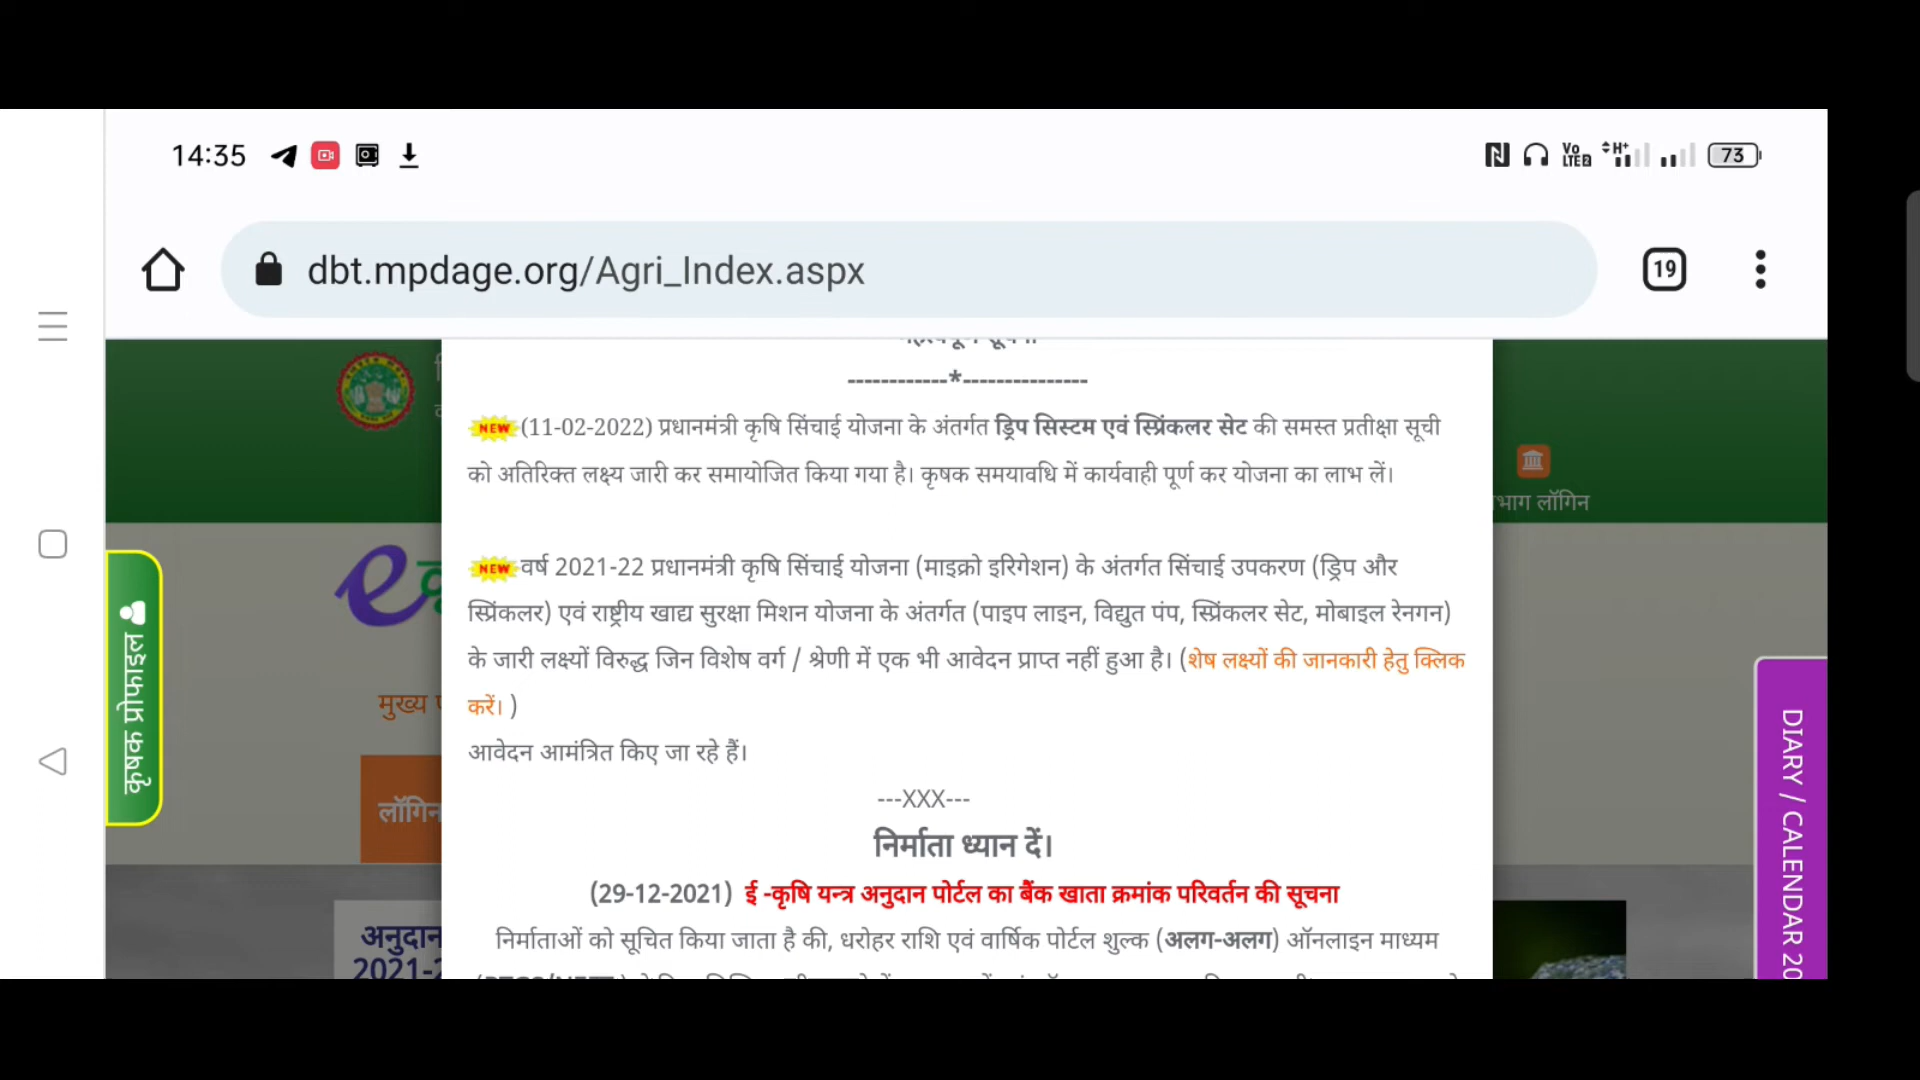 14:35
VoLTE2 H+ 73
dbt.mpdage.org/Agri_Index.aspx
19
------------*---------------
NEW (11-02-2022) प्रधानमंत्री कृषि सिंचाई योजना के अंतर्गत ड्रिप सिस्टम एवं स्प्रिंकलर सेट की समस्त प्रतीक्षा सूची
को अतिरिक्त लक्ष्य जारी कर समायोजित किया गया है। कृषक समयावधि में कार्यवाही पूर्ण कर योजना का लाभ लें।
NEW वर्ष 2021-22 प्रधानमंत्री कृषि सिंचाई योजना (माइक्रो इरिगेशन) के अंतर्गत सिंचाई उपकरण (ड्रिप और
स्प्रिंकलर) एवं राष्ट्रीय खाद्य सुरक्षा मिशन योजना के अंतर्गत (पाइप लाइन, विद्युत पंप, स्प्रिंकलर सेट, मोबाइल रेनगन)
के जारी लक्ष्यों विरुद्ध जिन विशेष वर्ग / श्रेणी में एक भी आवेदन प्राप्त नहीं हुआ है। (शेष लक्ष्यों की जानकारी हेतु क्लिक
करें। )
आवेदन आमंत्रित किए जा रहे हैं।
---XXX---
निर्माता ध्यान दें।
(29-12-2021) ई -कृषि यन्त्र अनुदान पोर्टल का बैंक खाता क्रमांक परिवर्तन की सूचना
निर्माताओं को सूचित किया जाता है की, धरोहर राशि एवं वार्षिक पोर्टल शुल्क (अलग-अलग) ऑनलाइन माध्यम
भाग लॉगिन
कृषक प्रोफाइल
मुख्य
लॉगिन
अनुदान
2021-2
DIARY / CALENDAR 20